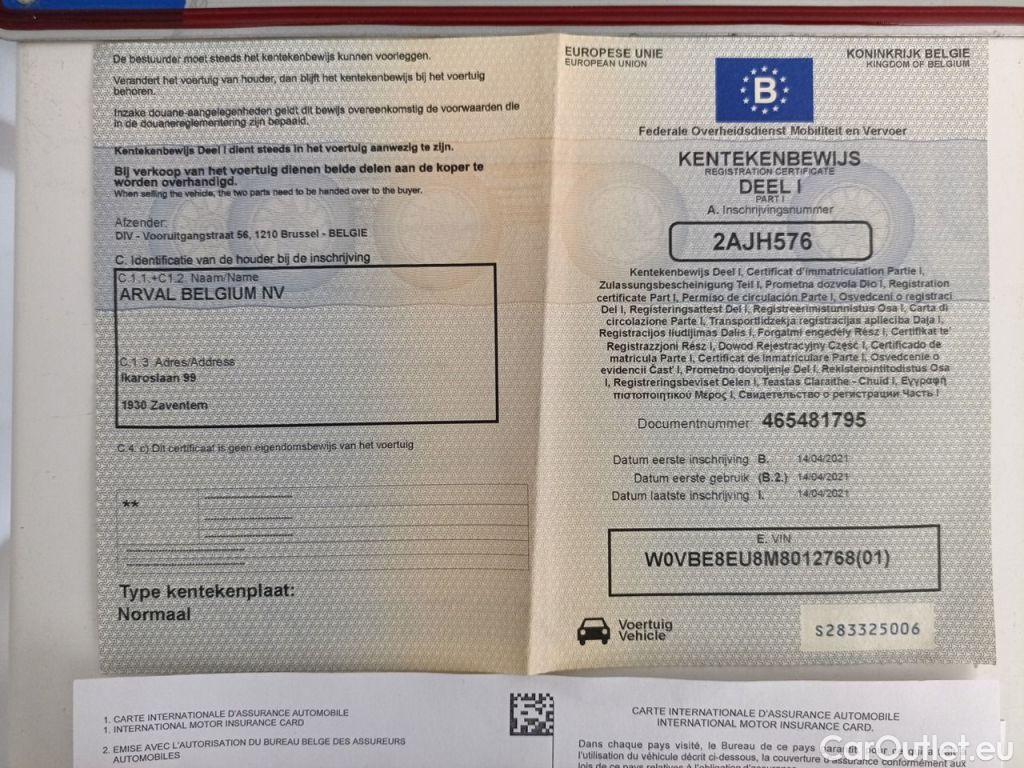 De bestuurder moet steeds het kentekenbewijs kunnen voorleggen.
Verandert het voertuig van houder, dan blijft het kentekenbewijs bij het voertuig
behoren.
Inzake douane-aangelegenheden geldt dit bewijs overeenkomstig de voorwaarden die
in de douanereglementering zijn bepaald.
Kentekenbewijs Deel I dient steeds in het voertuig aanwezig te zijn.
Bij verkoop van het voertuig dienen beide delen aan de koper te
worden overhandigd.
When selling the vehicle, the two parts need to be handed over to the buyer.
Afzender:
DIV - Vooruitgangstraat 56, 1210 Brussel - BELGIE
C. Identificatie van de houder bij de inschrijving
C.1.1.+C1.2. Naam/Name
ARVAL BELGIUM NV
C.1.3. Adres/Address
Ikaroslaan 99
1930 Zaventem
C.4. c) Dit certificaat is geen eigendomsbewijs van het voertuig
**
Type kentekenplaat:
Normaal
EUROPESE UNIE
EUROPEAN UNION
KONINKRIJK BELGIE
KINGDOM OF BELGIUM
B
Federale Overheidsdienst Mobiliteit en Vervoer
KENTEKENBEWIJS
REGISTRATION CERTIFICATE
DEEL I
PART I
A. Inschrijvingsnummer
2AJH576
Kentekenbewijs Deel I, Certificat d'immatriculation Partie I,
Zulassungsbescheinigung Teil I, Prometna dozvola Dio I, Registration
certificate Part I, Permiso de circulación Parte I, Osvedceni o registraci
Del I, Registeringsattest Del I, Registreerimistunnistus Osa I, Carta di
circolazione Parte I, Transportlidzekja registracijas aplieciba Daja I,
Registracijos liudijimas Dalis I, Forgalmi engedély Rész I, Certifikat te'
Registrazzjoni Rész I, Dowod Rejestracyjny Część I, Certificado de
matricula Parte I, Certificat de Inmatriculare Parte I, Osvedcenie o
evidencii Časť I, Prometno dovoljenje Del I, Rekisterointitodistus Osa
I, Registreringsbeviset Delen I, Teastas Claraithe - Chuid I, Εγγραφή
πιστοποιητικού Μέρος Ι, Свидетельство о регистрации Часть I
Documentnummer: 465481795
Datum eerste inschrijving B. 14/04/2021
Datum eerste gebruik (B.2.) 14/04/2021
Datum laatste inschrijving I. 14/04/2021
E. VIN
W0VBE8EU8M8012768(01)
Voertuig
Vehicle
S283325006
1. CARTE INTERNATIONALE D'ASSURANCE AUTOMOBILE
1. INTERNATIONAL MOTOR INSURANCE CARD
2. EMISE AVEC L'AUTORISATION DU BUREAU BELGE DES ASSUREURS
AUTOMOBILES
CARTE INTERNATIONALE D'ASSURANCE AUTOMOBILE
INTERNATIONAL MOTOR INSURANCE CARD.
Dans chaque pays visité, le Bureau de ce pays
l'utilisation du véhicule décrit ci-dessous, la couverture d'assurance conformément aux
CarOutlet.eu